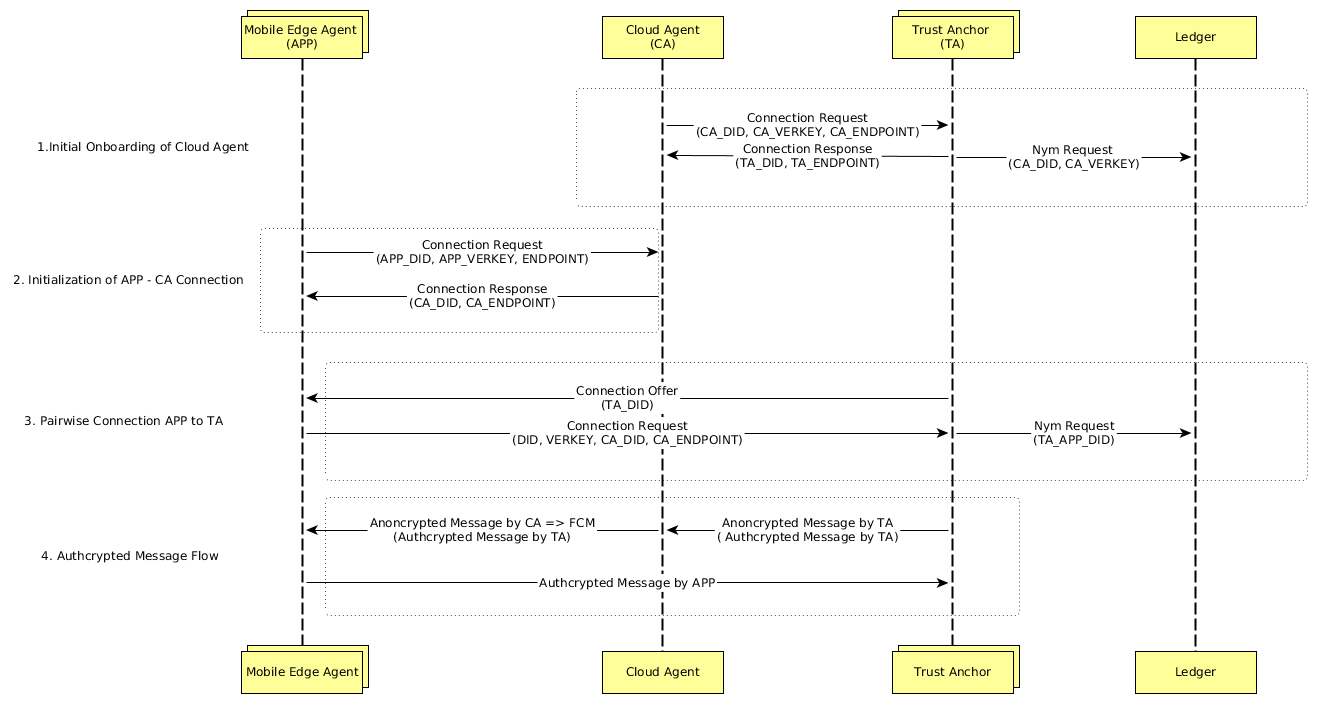 Mobile Edge Agent
(APP)
Cloud Agent
(CA)
Trust Anchor
(TA)
Ledger
1.Initial Onboarding of Cloud Agent
Connection Request
(CA_DID, CA_VERKEY, CA_ENDPOINT)
Connection Response
(TA_DID, TA_ENDPOINT)
Nym Request
(CA_DID, CA_VERKEY)
2. Initialization of APP - CA Connection
Connection Request
(APP_DID, APP_VERKEY, ENDPOINT)
Connection Response
(CA_DID, CA_ENDPOINT)
3. Pairwise Connection APP to TA
Connection Offer
(TA_DID)
Connection Request
(DID, VERKEY, CA_DID, CA_ENDPOINT)
Nym Request
(TA_APP_DID)
4. Authcrypted Message Flow
Anoncrypted Message by CA => FCM
(Authcrypted Message by TA)
Anoncrypted Message by TA
( Authcrypted Message by TA)
Authcrypted Message by APP
Mobile Edge Agent
Cloud Agent
Trust Anchor
Ledger